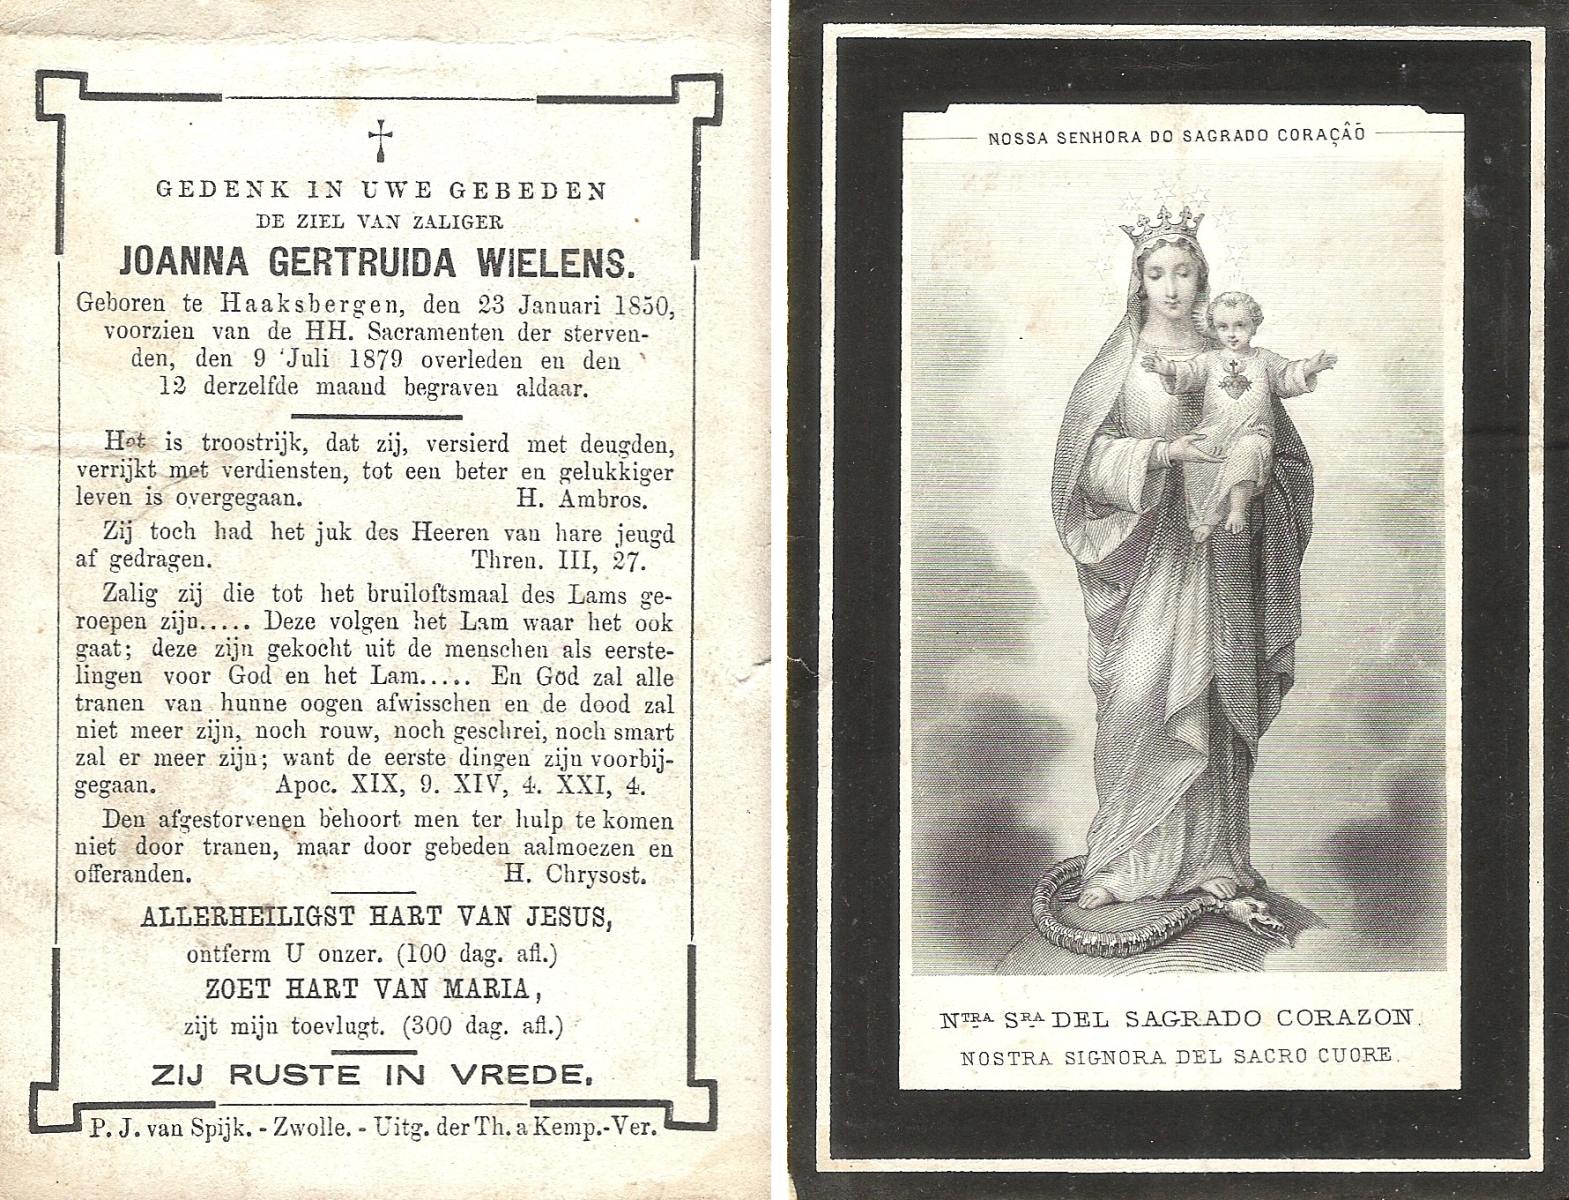 GEDENK IN UWE GEBEDEN
DE ZIEL VAN ZALIGER
JOANNA GERTRUIDA WIELENS.
Geboren te Haaksbergen, den 23 Januari 1850,
voorzien van de HH. Sacramenten der sterven-
den, den 9 Juli 1879 overleden en den
12 derzelfde maand begraven aldaar.
Het is troostrijk, dat zij, versierd met deugden,
verrijkt met verdiensten, tot een beter en gelukkiger
leven is overgegaan. H. Ambros.
Zij toch had het juk des Heeren van hare jeugd
af gedragen. Thren. III, 27.
Zalig zij die tot het bruiloftsmaal des Lams ge-
roepen zijn..... Deze volgen het Lam waar het ook
gaat; deze zijn gekocht uit de menschen als eerste-
lingen voor God en het Lam..... En God zal alle
tranen van hunne oogen afwisschen en de dood zal
niet meer zijn, noch rouw, noch geschrei, noch smart
zal er meer zijn; want de eerste dingen zijn voorbij-
gegaan. Apoc. XIX, 9. XIV, 4. XXI, 4.
Den afgestorvenen behoort men ter hulp te komen
niet door tranen, maar door gebeden aalmoezen en
offeranden. H. Chrysost.
ALLERHEILIGST HART VAN JESUS,
ontferm U onzer. (100 dag. afl.)
ZOET HART VAN MARIA,
zijt mijn toevlugt. (300 dag. afl.)
ZIJ RUSTE IN VREDE.
P. J. van Spijk. - Zwolle. - Uitg. der Th. a Kemp.-Ver.
NOSSA SENHORA DO SAGRADO CORAÇÃO
NTRA SRA DEL SAGRADO CORAZON.
NOSTRA SIGNORA DEL SACRO CUORE.